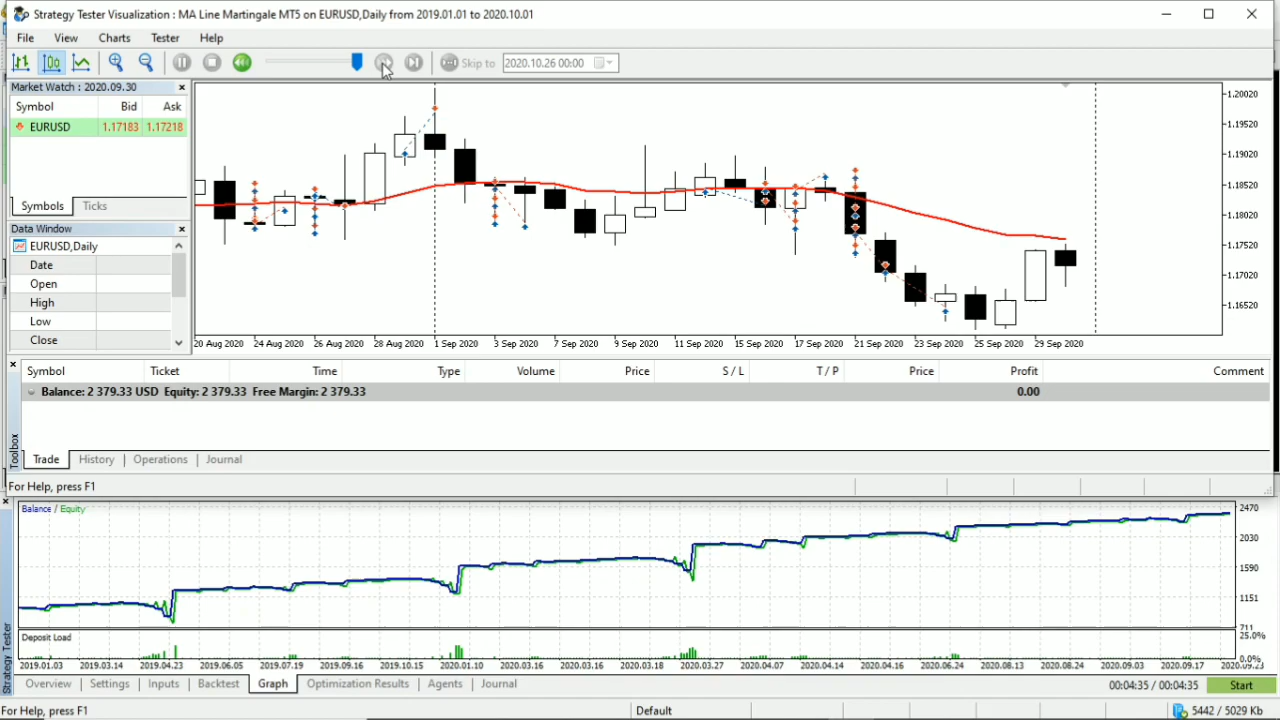 Strategy Tester Visualization : MA Line Martingale MT5 on EURUSD,Daily from 2019.01.01 to 2020.10.01
File View Charts Tester Help
Skip to 2020.10.26 00:00
Market Watch : 2020.09.30
Symbol Bid Ask
EURUSD 1.17183 1.17218
Symbols Ticks
Data Window
EURUSD,Daily
Date
Open
High
Low
Close
1.20020
1.19520
1.19020
1.18520
1.18020
1.17520
1.17020
1.16520
20 Aug 2020 24 Aug 2020 26 Aug 2020 28 Aug 2020 1 Sep 2020 3 Sep 2020 7 Sep 2020 9 Sep 2020 11 Sep 2020 15 Sep 2020 17 Sep 2020 21 Sep 2020 23 Sep 2020 25 Sep 2020 29 Sep 2020
Symbol Ticket Time Type Volume Price S / L T / P Price Profit Comment
Balance: 2 379.33 USD Equity: 2 379.33 Free Margin: 2 379.33 0.00
Toolbox
Trade History Operations Journal
For Help, press F1
Balance / Equity
2470
2030
1590
1151
711
Deposit Load
25.0%
0.0%
2019.01.03 2019.03.14 2019.04.23 2019.06.05 2019.07.19 2019.09.16 2019.10.15 2020.01.10 2020.03.16 2020.03.16 2020.03.18 2020.03.27 2020.04.07 2020.04.14 2020.04.16 2020.06.24 2020.08.13 2020.08.24 2020.09.03 2020.09.17 2020.09.23
Strategy Tester
Overview Settings Inputs Backtest Graph Optimization Results Agents Journal
00:04:35 / 00:04:35 Start
For Help, press F1 Default 5442 / 5029 Kb